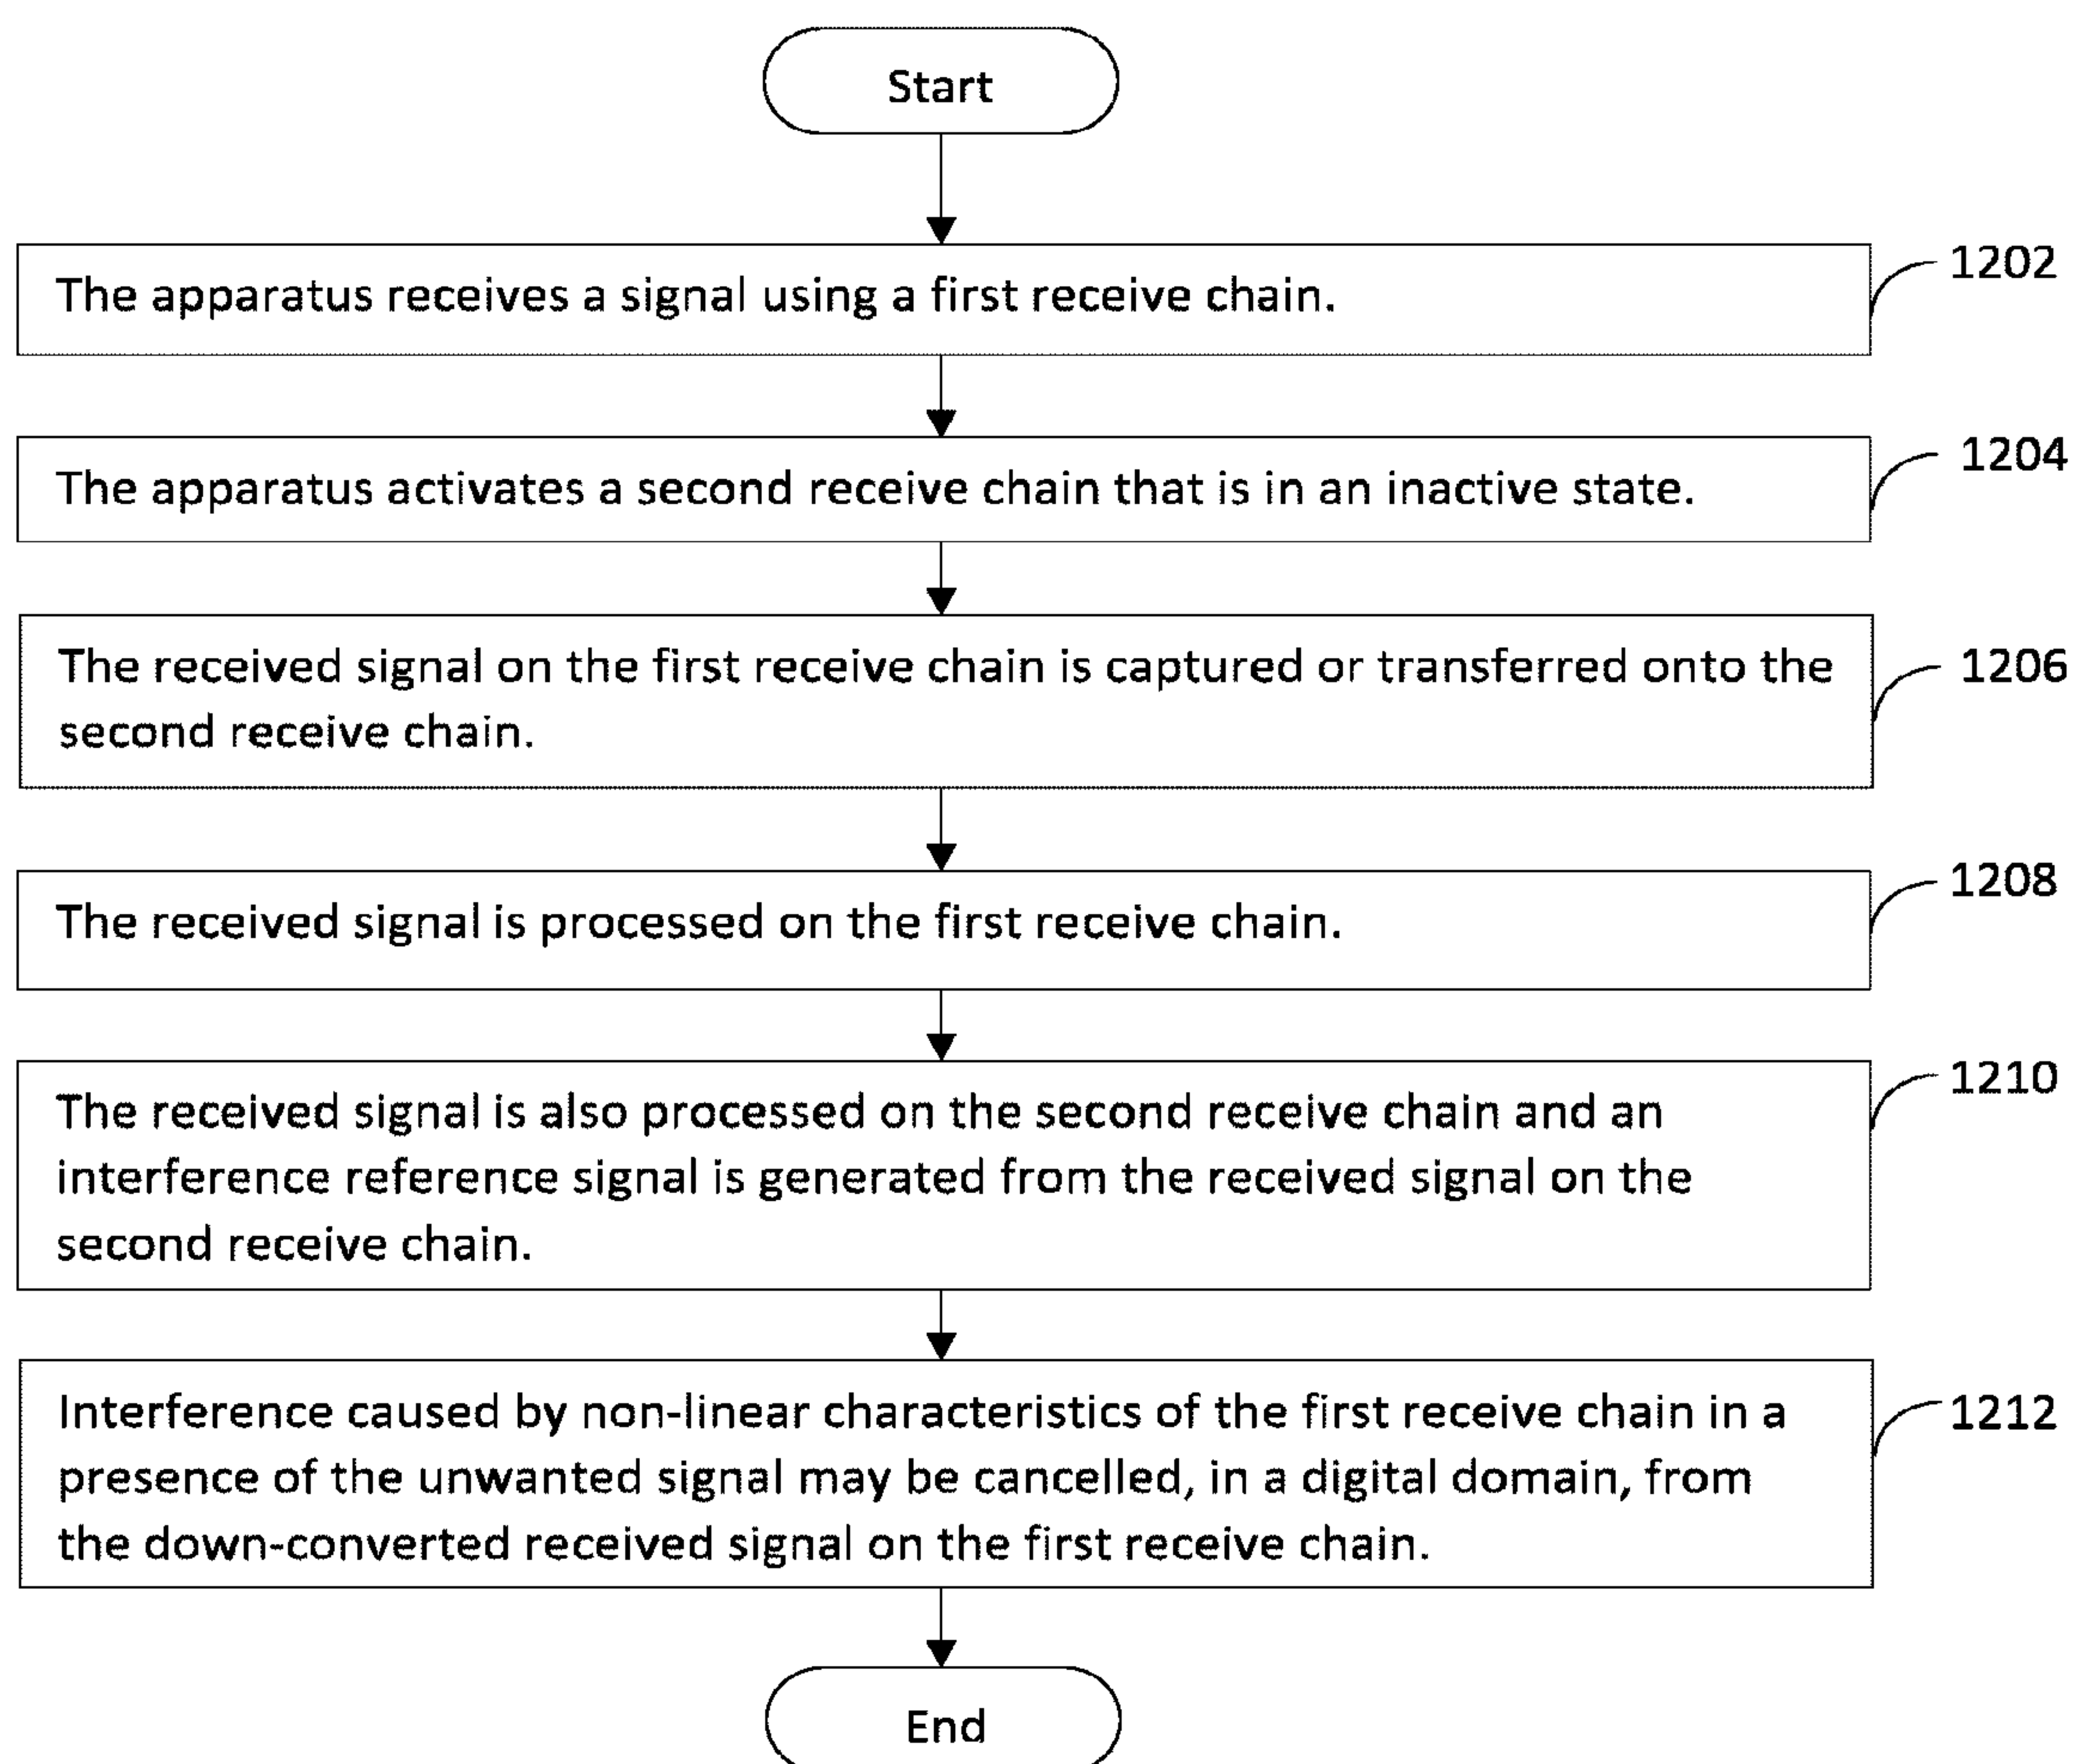 Start
The apparatus receives a signal using a first receive chain.
1202
The apparatus activates a second receive chain that is in an inactive state.
1204
The received signal on the first receive chain is captured or transferred onto the
second receive chain.
1206
The received signal is processed on the first receive chain.
1208
The received signal is also processed on the second receive chain and an
interference reference signal is generated from the received signal on the
second receive chain.
1210
Interference caused by non-linear characteristics of the first receive chain in a
presence of the unwanted signal may be cancelled, in a digital domain, from
the down-converted received signal on the first receive chain.
1212
End